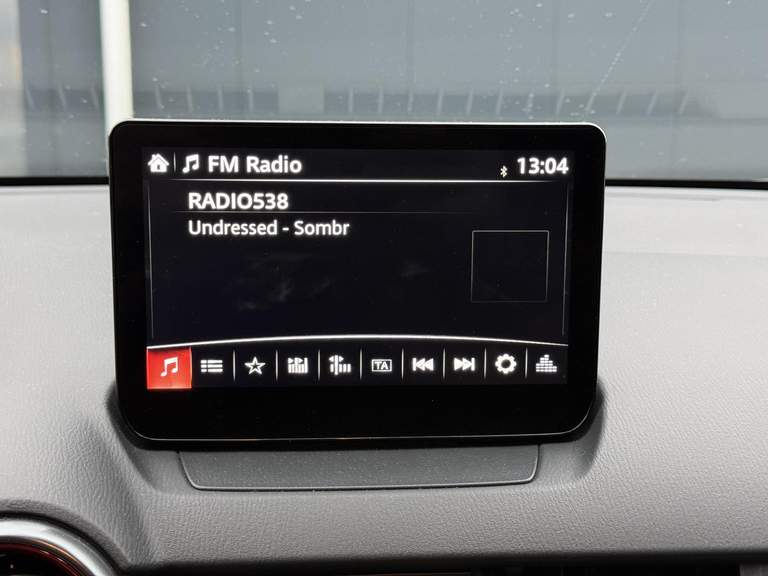 FM Radio
13:04
RADIO538
Undressed - Sombr
TA